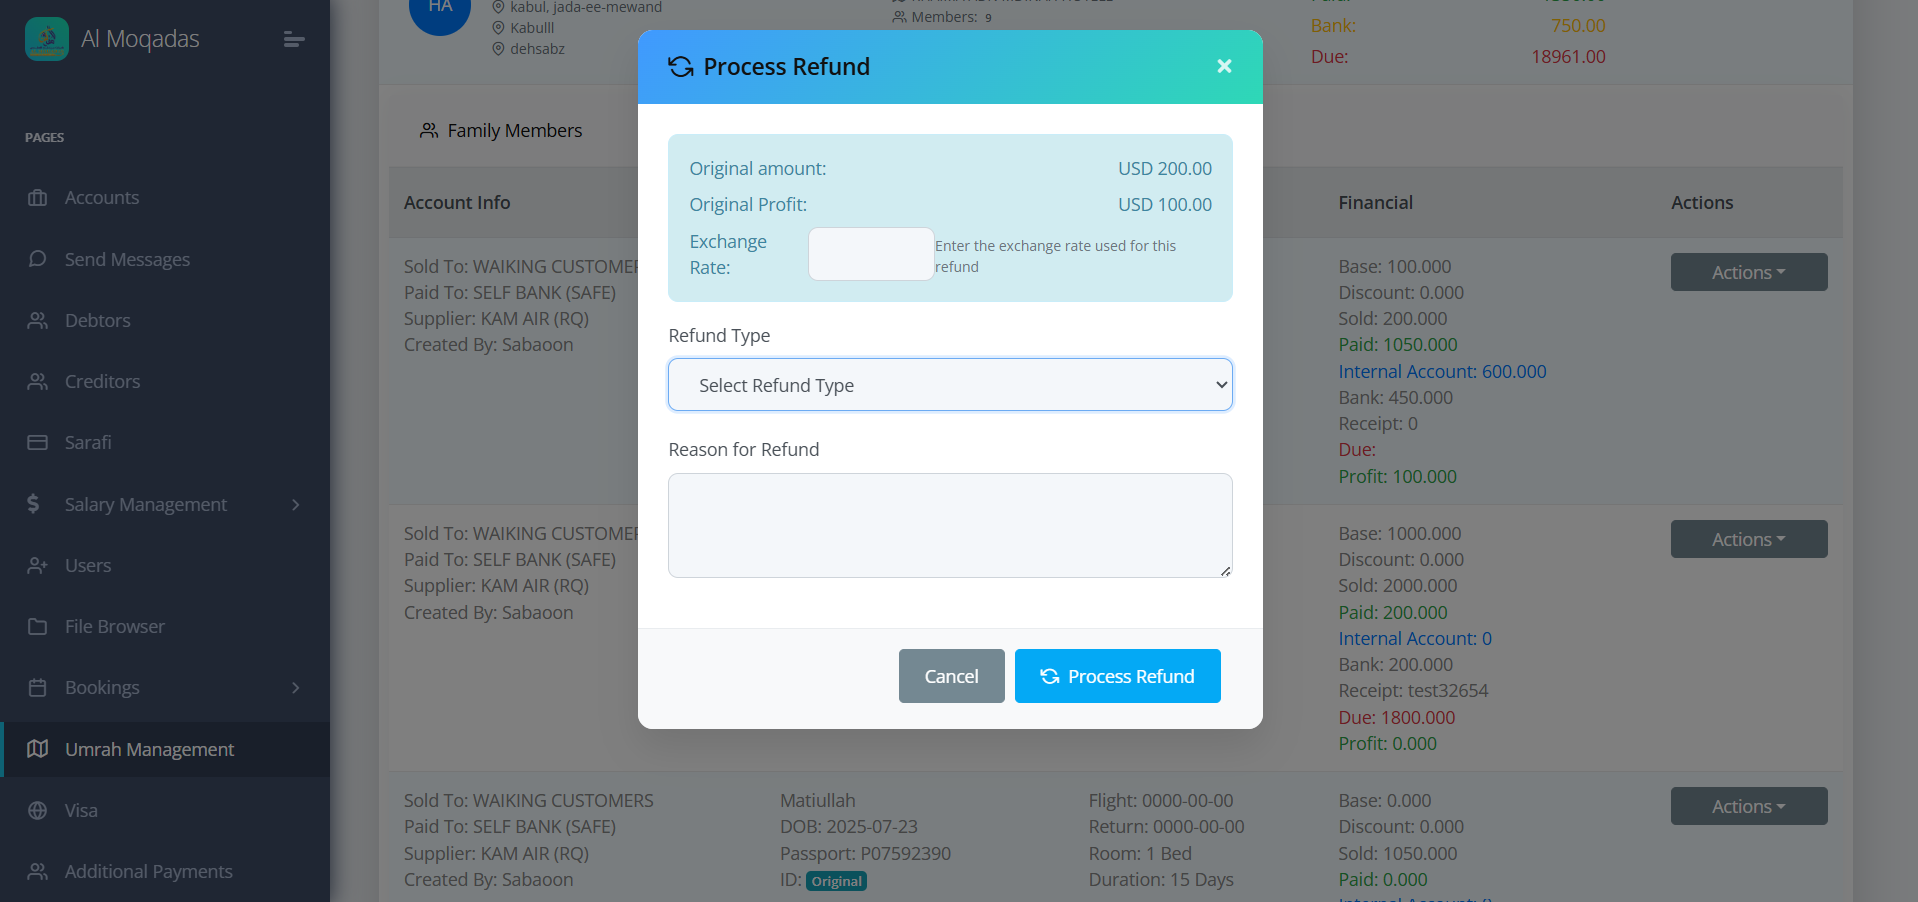 Al Moqadas
PAGES
Accounts
Send Messages
Debtors
Creditors
Sarafi
Salary Management
Users
File Browser
Bookings
Umrah Management
Visa
Additional Payments
HA
kabul, jada-ee-mewand
Kabulll
dehsabz
Members: 9
Bank: 750.00
Due: 18961.00
Family Members
Account Info
Financial
Actions
Sold To: WAIKING CUSTOMER
Paid To: SELF BANK (SAFE)
Supplier: KAM AIR (RQ)
Created By: Sabaoon
Base: 100.000
Discount: 0.000
Sold: 200.000
Paid: 1050.000
Internal Account: 600.000
Bank: 450.000
Receipt: 0
Due:
Profit: 100.000
Actions
Sold To: WAIKING CUSTOMER
Paid To: SELF BANK (SAFE)
Supplier: KAM AIR (RQ)
Created By: Sabaoon
Base: 1000.000
Discount: 0.000
Sold: 2000.000
Paid: 200.000
Internal Account: 0
Bank: 200.000
Receipt: test32654
Due: 1800.000
Profit: 0.000
Actions
Sold To: WAIKING CUSTOMERS
Paid To: SELF BANK (SAFE)
Supplier: KAM AIR (RQ)
Created By: Sabaoon
Matiullah
DOB: 2025-07-23
Passport: P07592390
ID: Original
Flight: 0000-00-00
Return: 0000-00-00
Room: 1 Bed
Duration: 15 Days
Base: 0.000
Discount: 0.000
Sold: 1050.000
Paid: 0.000
Actions
Process Refund
×
Original amount: USD 200.00
Original Profit: USD 100.00
Exchange
Rate:
Enter the exchange rate used for this
refund
Refund Type
Select Refund Type
Reason for Refund
Cancel
Process Refund